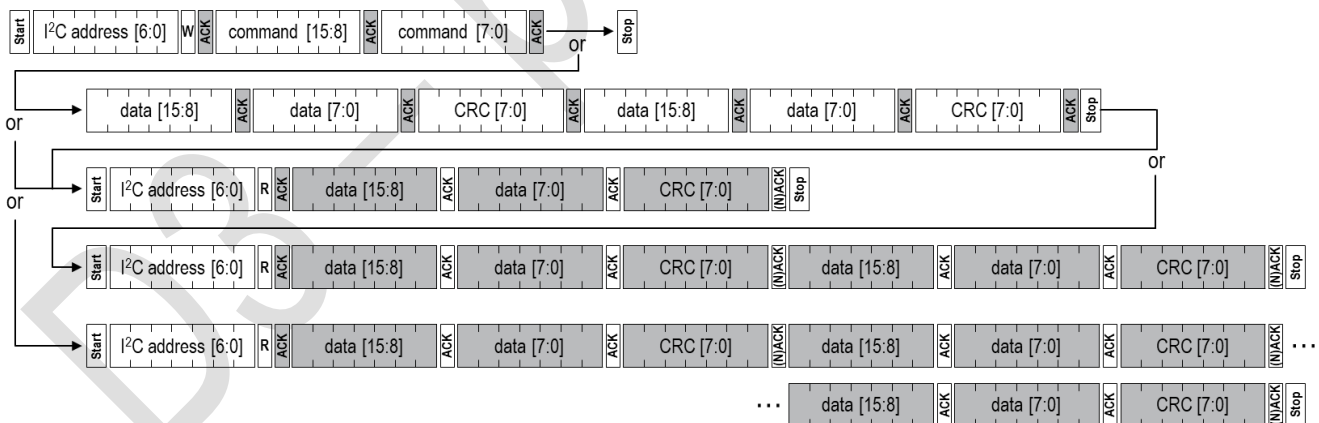 Start I²C address [6:0] W ACK command [15:8] ACK command [7:0] ACK or Stop
data [15:8] ACK data [7:0] ACK CRC [7:0] ACK data [15:8] ACK data [7:0] ACK CRC [7:0] ACK Stop
or
or
Start I²C address [6:0] R ACK data [15:8] ACK data [7:0] ACK CRC [7:0] (N)ACK Stop
or
Start I²C address [6:0] R ACK data [15:8] ACK data [7:0] ACK CRC [7:0] (N)ACK data [15:8] ACK data [7:0] ACK CRC [7:0] (N)ACK Stop
Start I²C address [6:0] R ACK data [15:8] ACK data [7:0] ACK CRC [7:0] (N)ACK data [15:8] ACK data [7:0] ACK CRC [7:0] (N)ACK ...
... data [15:8] ACK data [7:0] ACK CRC [7:0] (N)ACK Stop
D3 -